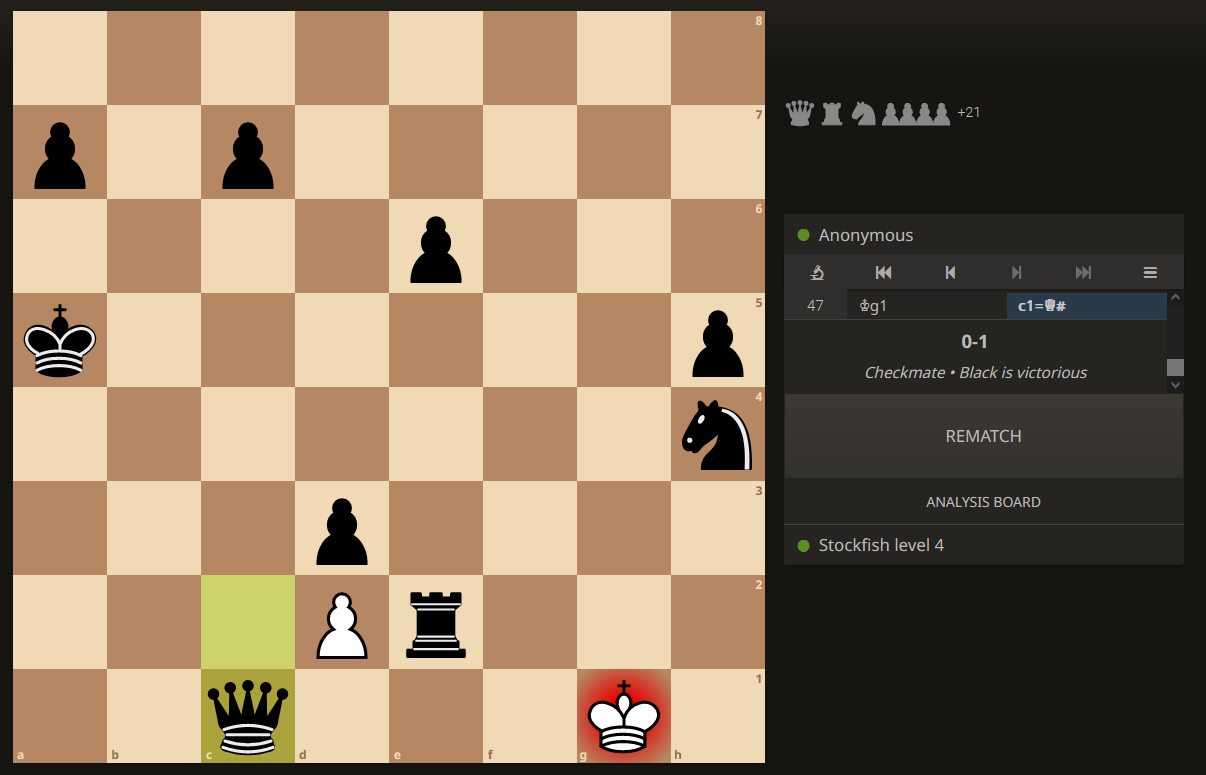 8
7
+21
6
Anonymous
5
47 ♔g1 c1=♕#
0-1
Checkmate • Black is victorious
4
REMATCH
3
ANALYSIS BOARD
Stockfish level 4
2
1
a b c d e f g h